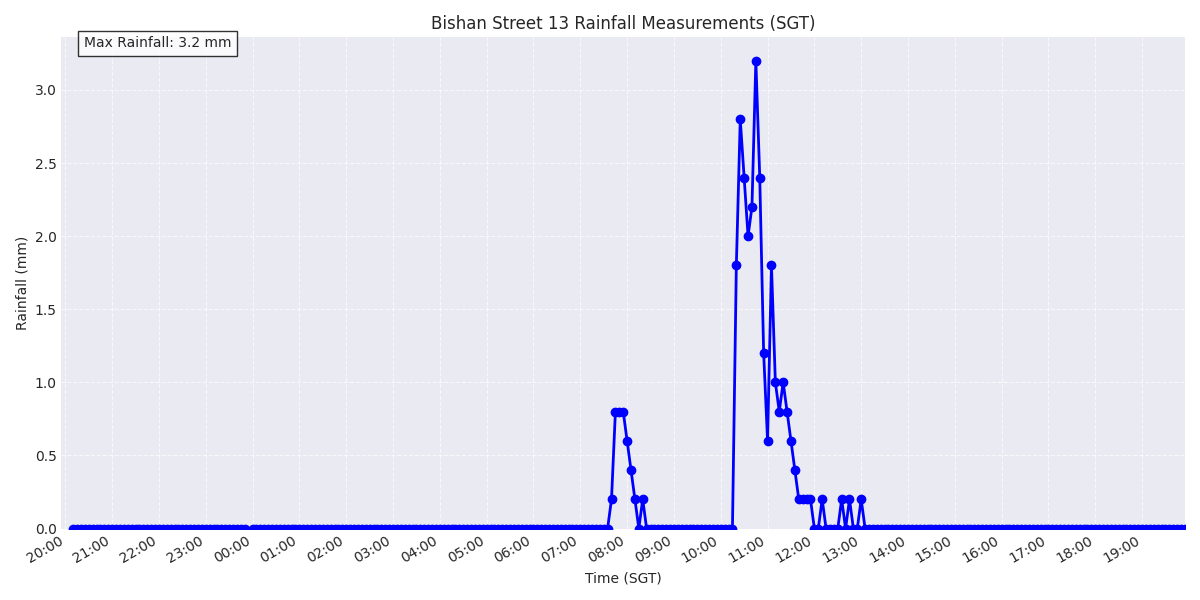 Bishan Street 13 Rainfall Measurements (SGT)
Max Rainfall: 3.2 mm
Rainfall (mm)
3.0
2.5
2.0
1.5
1.0
0.5
0.0
20:00 21:00 22:00 23:00 00:00 01:00 02:00 03:00 04:00 05:00 06:00 07:00 08:00 09:00 10:00 11:00 12:00 13:00 14:00 15:00 16:00 17:00 18:00 19:00
Time (SGT)